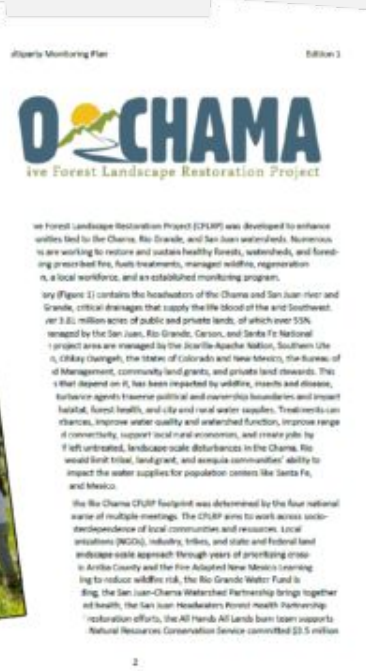 ultiparty Monitoring Plan
Edition 1
O CHAMA
ive Forest Landscape Restoration Project
ve Forest Landscape Restoration Project (CFLRP) was developed to enhance
unities tied to the Chama, Rio Grande, and San Juan watersheds. Numerous
rs are working to restore and sustain healthy forests, watersheds, and forest-
ing prescribed fire, fuels treatments, managed wildfire, regeneration
n, a local workforce, and an established monitoring program.
ory (Figure 1) contains the headwaters of the Chama and San Juan river and
Grande, critical drainages that supply the life blood of the arid Southwest.
ver 3.81 million acres of public and private lands, of which over 55%
anaged by the San Juan, Rio Grande, Carson, and Santa Fe National
project area are managed by the Jicarilla-Apache Nation, Southern Ute
n, Ohkay Owingeh, the States of Colorado and New Mexico, the Bureau of
d Management, community land grants, and private land stewards. This
s that depend on it, has been impacted by wildfire, insects and disease,
turbance agents traverse political and ownership boundaries and impact
habitat, forest health, and city and rural water supplies. Treatments can
rbances, improve water quality and watershed function, improve range
d connectivity, support local rural economies, and create jobs by
f left untreated, landscape-scale disturbances in the Chama, Rio
would limit tribal, land grant, and acequia communities' ability to
impact the water supplies for population centers like Santa Fe,
and Mexico.
the Rio Chama CFLRP footprint was determined by the four national
ourse of multiple meetings. The CFLRP aims to work across socio-
terdependence of local communities and resources. Local
anizations (NGOs), industry, tribes, and state and federal land
andscape-scale approach through years of prioritizing cross-
io Arriba County and the Fire Adapted New Mexico Learning
ing to reduce wildfire risk, the Rio Grande Water Fund is
ding, the San Juan-Chama Watershed Partnership brings together
ed health, the San Juan Headwaters Forest Health Partnership
restoration efforts, the All Hands All Lands burn team supports
Natural Resources Conservation Service committed $3.5 million
2